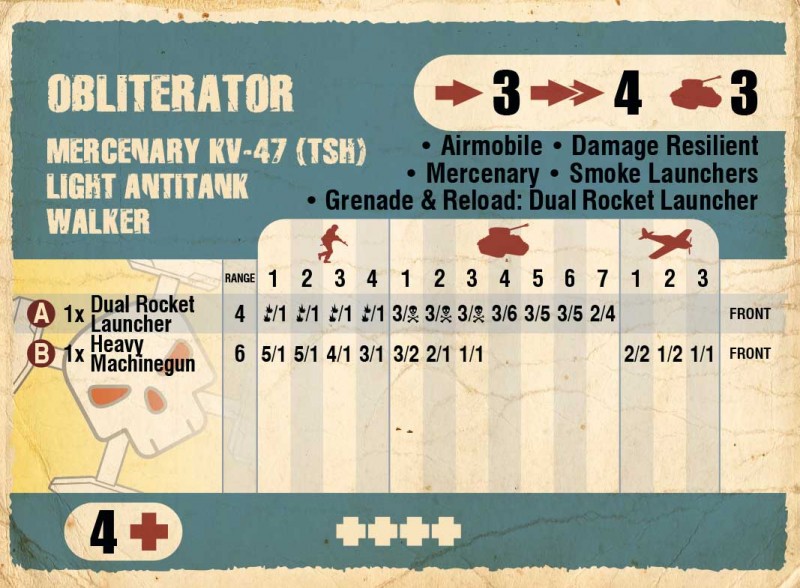 OBLITERATOR
3 4 3
MERCENARY KV-47 (TSH)
LIGHT ANTITANK
WALKER
• Airmobile • Damage Resilient
• Mercenary • Smoke Launchers
• Grenade & Reload: Dual Rocket Launcher
RANGE 1 2 3 4 1 2 3 4 5 6 7 1 2 3
A 1x Dual Rocket Launcher 4 /1 /1 /1 /1 3/ 3/ 3/ 3/6 3/5 3/5 2/4 FRONT
B 1x Heavy Machinegun 6 5/1 5/1 4/1 3/1 3/2 2/1 1/1 2/2 1/2 1/1 FRONT
4